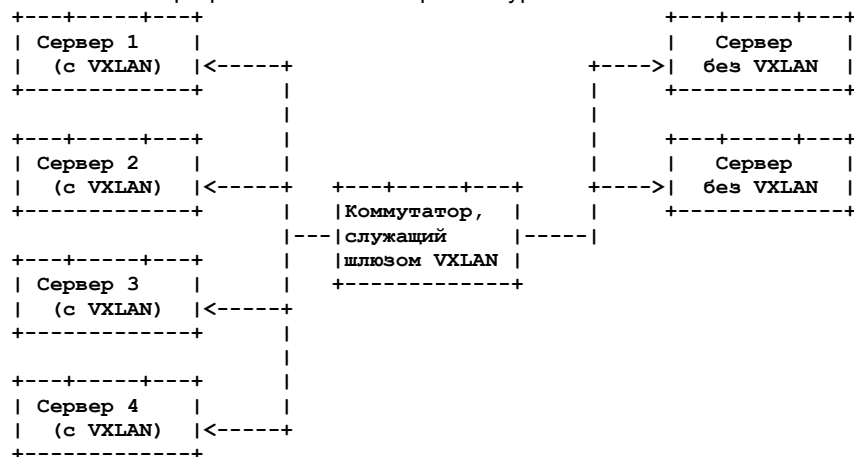 +---+-----+---+                                     +---+-----+---+
| Сервер 1    |                                     |   Сервер    |
|  (с VXLAN)  |<-----+                       +---->|  без VXLAN  |
+-------------+      |                       |     +-------------+
                     |                       |
+---+-----+---+      |                       |     +---+-----+---+
| Сервер 2    |      |                       |     |   Сервер    |
|  (с VXLAN)  |<-----+   +---+-----+---+     +---->|  без VXLAN  |
+-------------+      |   |Коммутатор,  |     |     +-------------+
                     |---|служащий     |-----|
+---+-----+---+      |   |шлюзом VXLAN |
| Сервер 3    |      |   +-------------+
|  (с VXLAN)  |<-----+
+-------------+      |
                     |
+---+-----+---+      |
| Сервер 4    |      |
|  (с VXLAN)  |<-----+
+-------------+